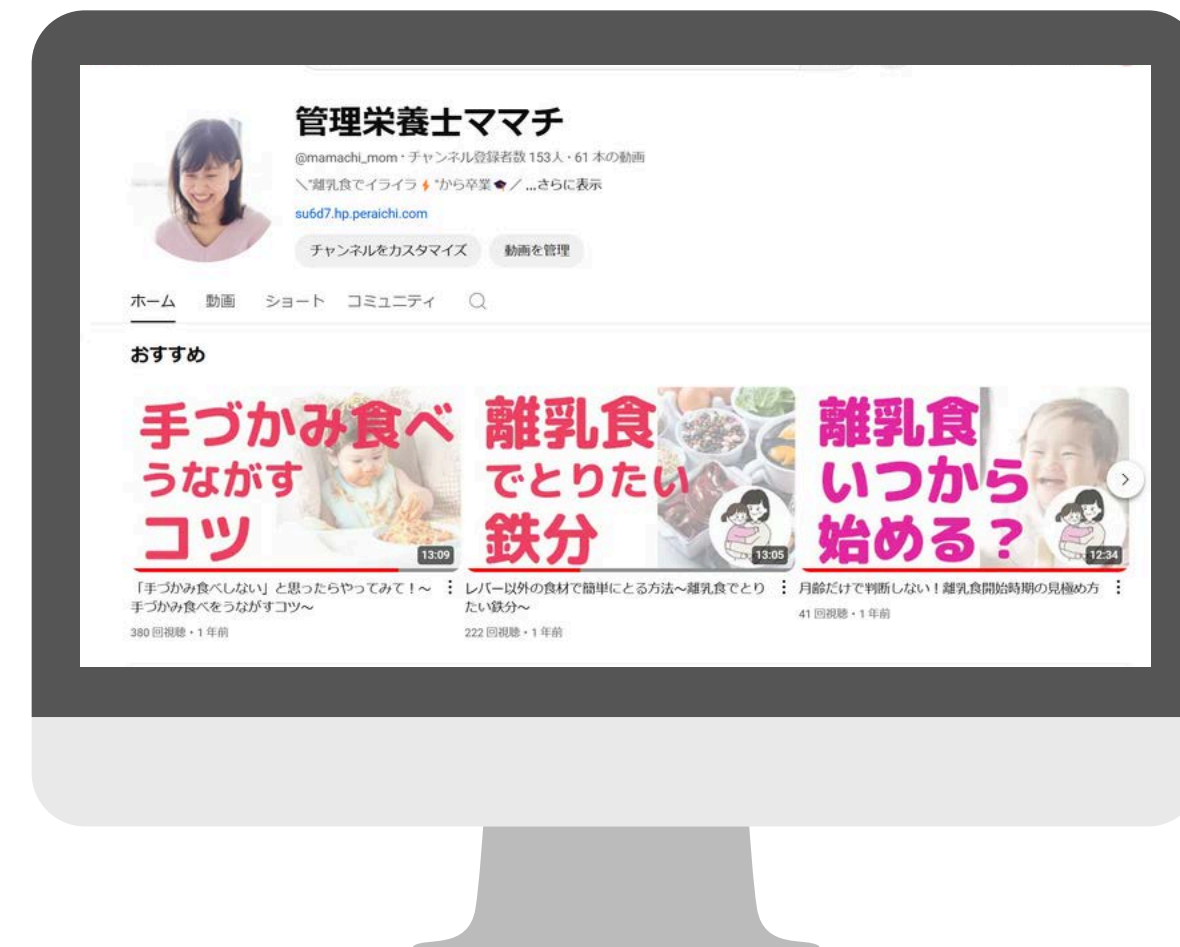 管理栄養士ママチ
@mamachi_mom・チャンネル登録者数 153人・61 本の動画
＼"離乳食でイライラ⚡"から卒業🎓／ ...さらに表示
su6d7.hp.peraichi.com
チャンネルをカスタマイズ 動画を管理
ホーム 動画 ショート コミュニティ
おすすめ
手づかみ食べ
うながす
コツ
13:09
離乳食
でとりたい
鉄分
13:05
離乳食
いつから
始める？
12:34
「手づかみ食べしない」と思ったらやってみて！～
手づかみ食べをうながすコツ～
380 回視聴・1 年前
レバー以外の食材で簡単にとる方法～離乳食でとり
たい鉄分～
222 回視聴・1 年前
月齢だけで判断しない！離乳食開始時期の見極め方
41 回視聴・1 年前